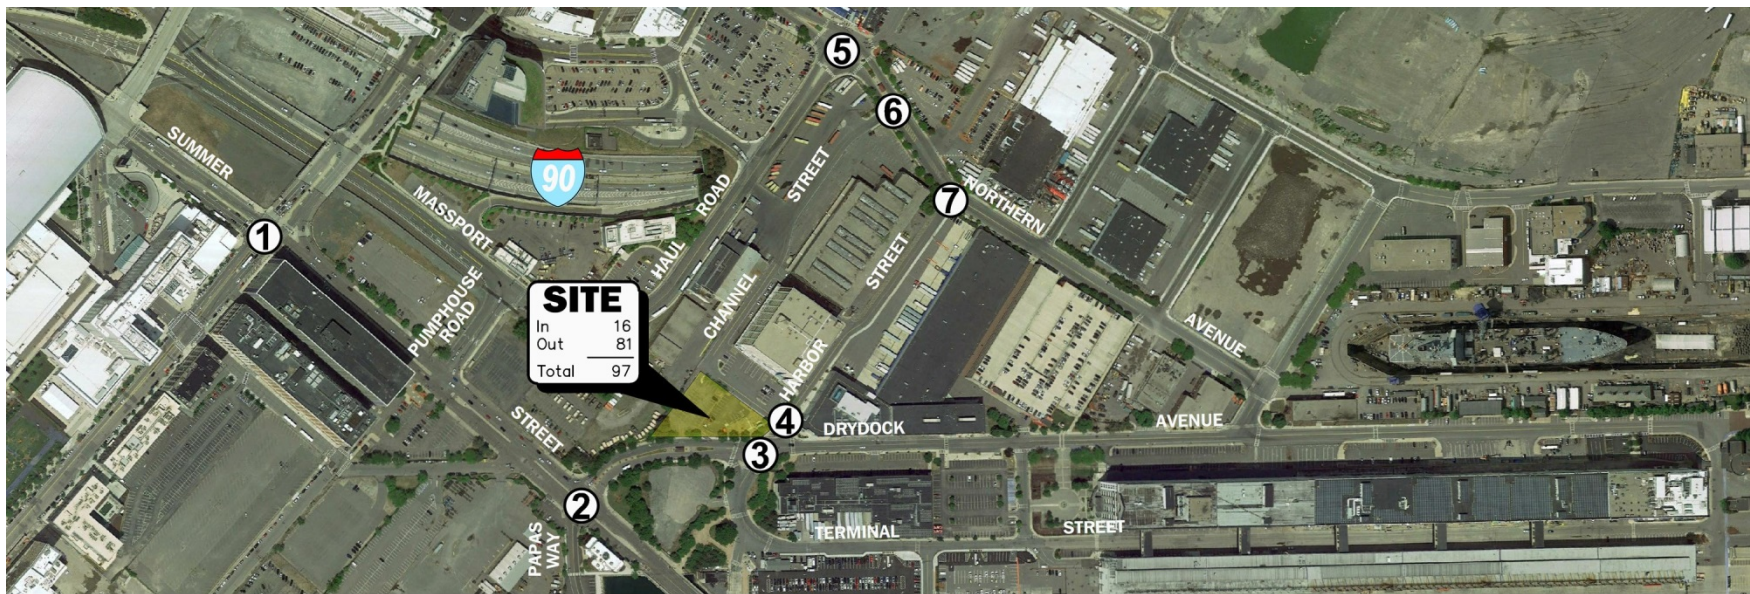 5
6
SUMMER
90
MASSPORT
ROAD
STREET
7
NORTHERN
1
HAUL
STREET
PUMPHOUSE
ROAD
CHANNEL
SITE
In 16
Out 81
Total 97
AVENUE
HARBOR
STREET
4
DRYDOCK
AVENUE
3
2
PAPAS
WAY
TERMINAL
STREET